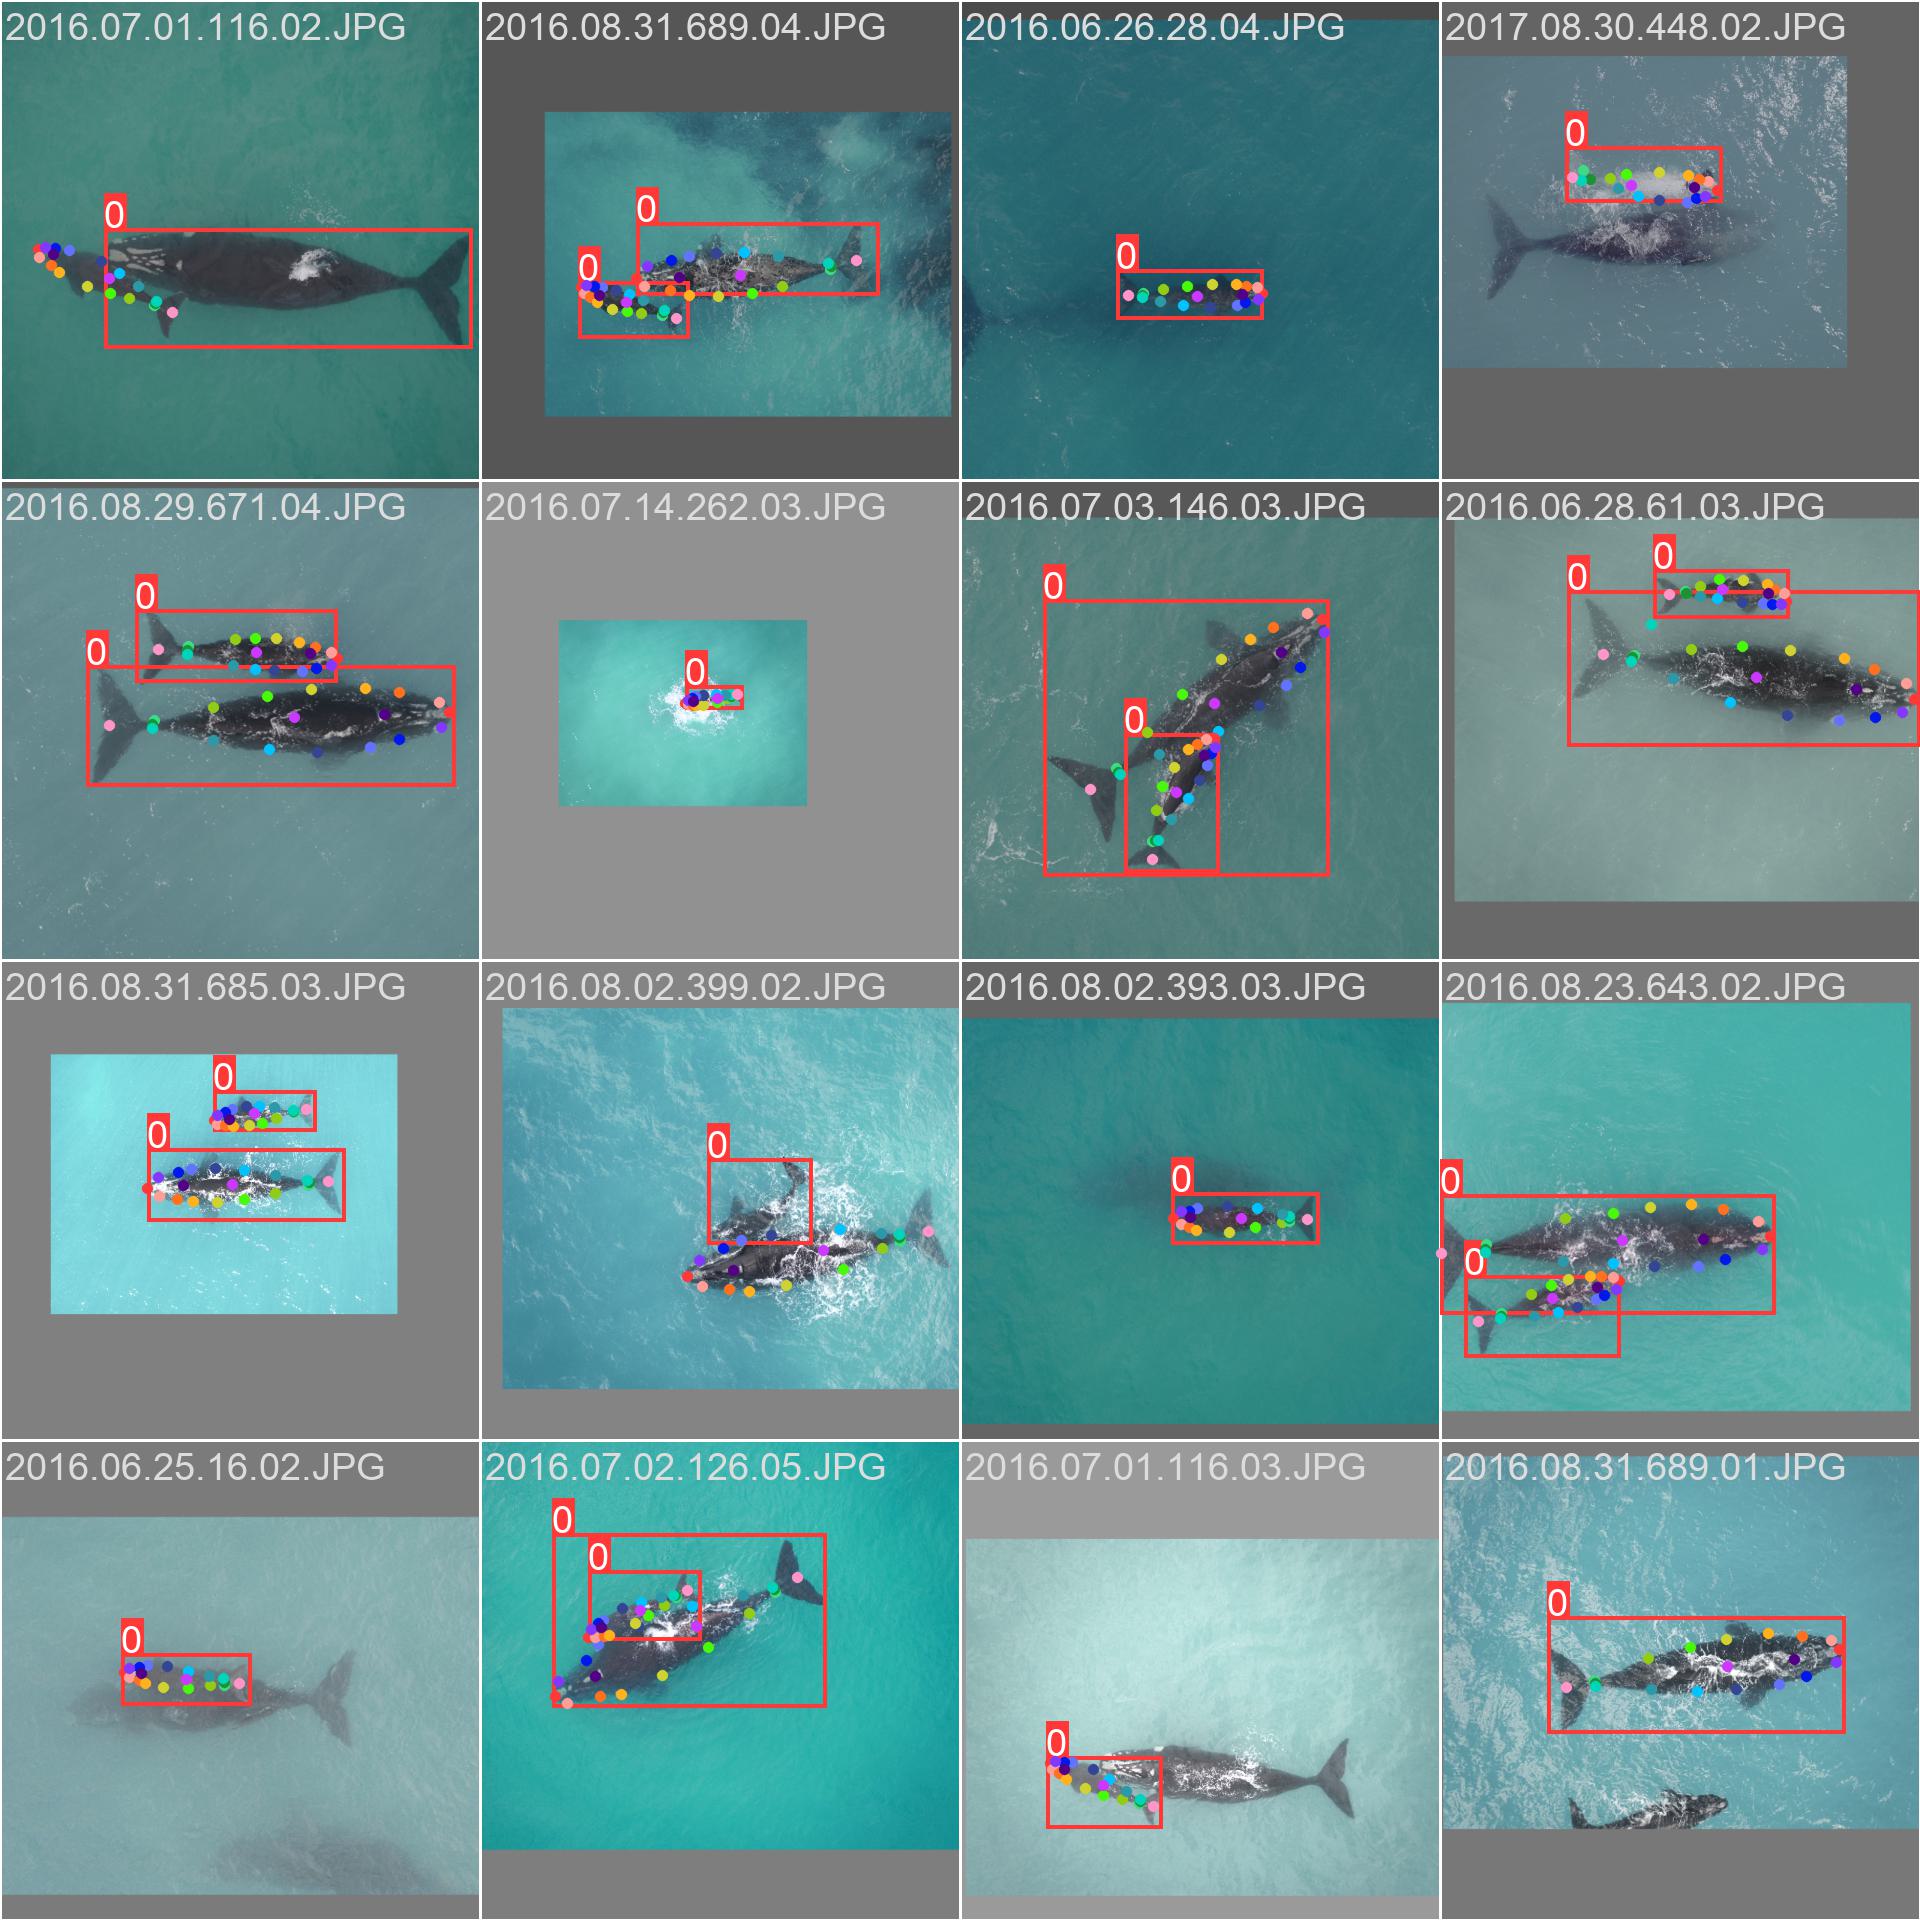 2016.07.01.116.02.JPG
2016.08.31.689.04.JPG
2016.06.26.28.04.JPG
2017.08.30.448.02.JPG
0
0
0
0
0
2016.08.29.671.04.JPG
2016.07.14.262.03.JPG
2016.07.03.146.03.JPG
2016.06.28.61.03.JPG
0
0
0
0
0
0
0
2016.08.31.685.03.JPG
2016.08.02.399.02.JPG
2016.08.02.393.03.JPG
2016.08.23.643.02.JPG
0
0
0
0
0
0
2016.06.25.16.02.JPG
2016.07.02.126.05.JPG
2016.07.01.116.03.JPG
2016.08.31.689.01.JPG
0
0
0
0
0